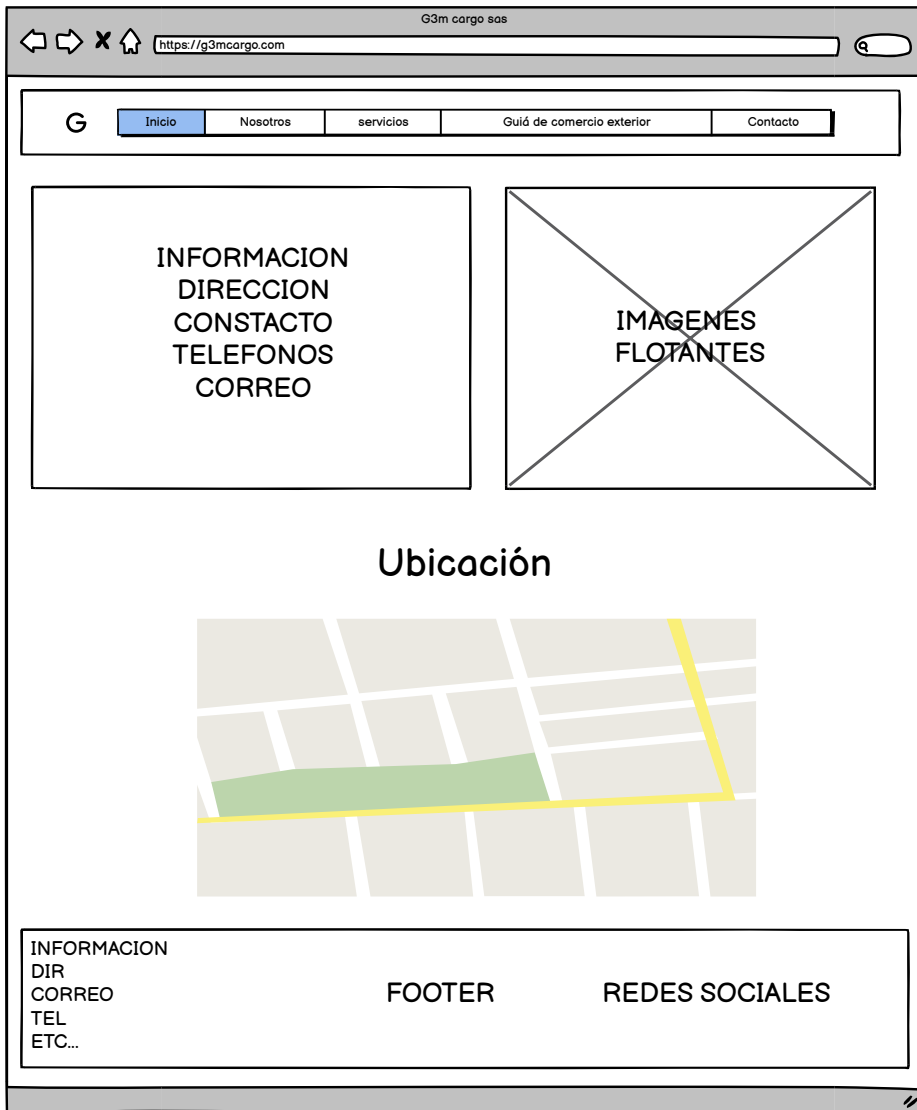 G3m cargo sas
https://g3mcargo.com
G
Inicio Nosotros servicios Guiá de comercio exterior Contacto
INFORMACION
DIRECCION
CONSTACTO
TELEFONOS
CORREO
IMAGENES
FLOTANTES
Ubicación
INFORMACION
DIR
CORREO
TEL
ETC...
FOOTER
REDES SOCIALES